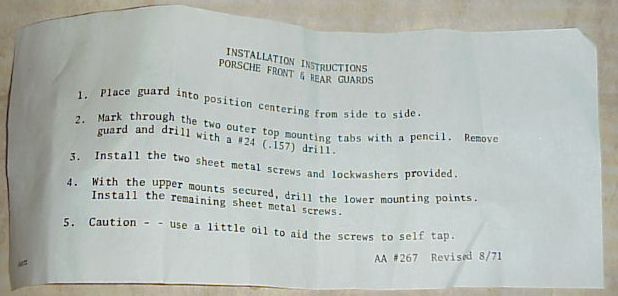 INSTALLATION INSTRUCTIONS
PORSCHE FRONT & REAR GUARDS
1. Place guard into position centering from side to side.
2. Mark through the two outer top mounting tabs with a pencil. Remove
guard and drill with a #24 (.157) drill.
3. Install the two sheet metal screws and lockwashers provided.
4. With the upper mounts secured, drill the lower mounting points.
Install the remaining sheet metal screws.
5. Caution - - use a little oil to aid the screws to self tap.
AA #267 Revised 8/71